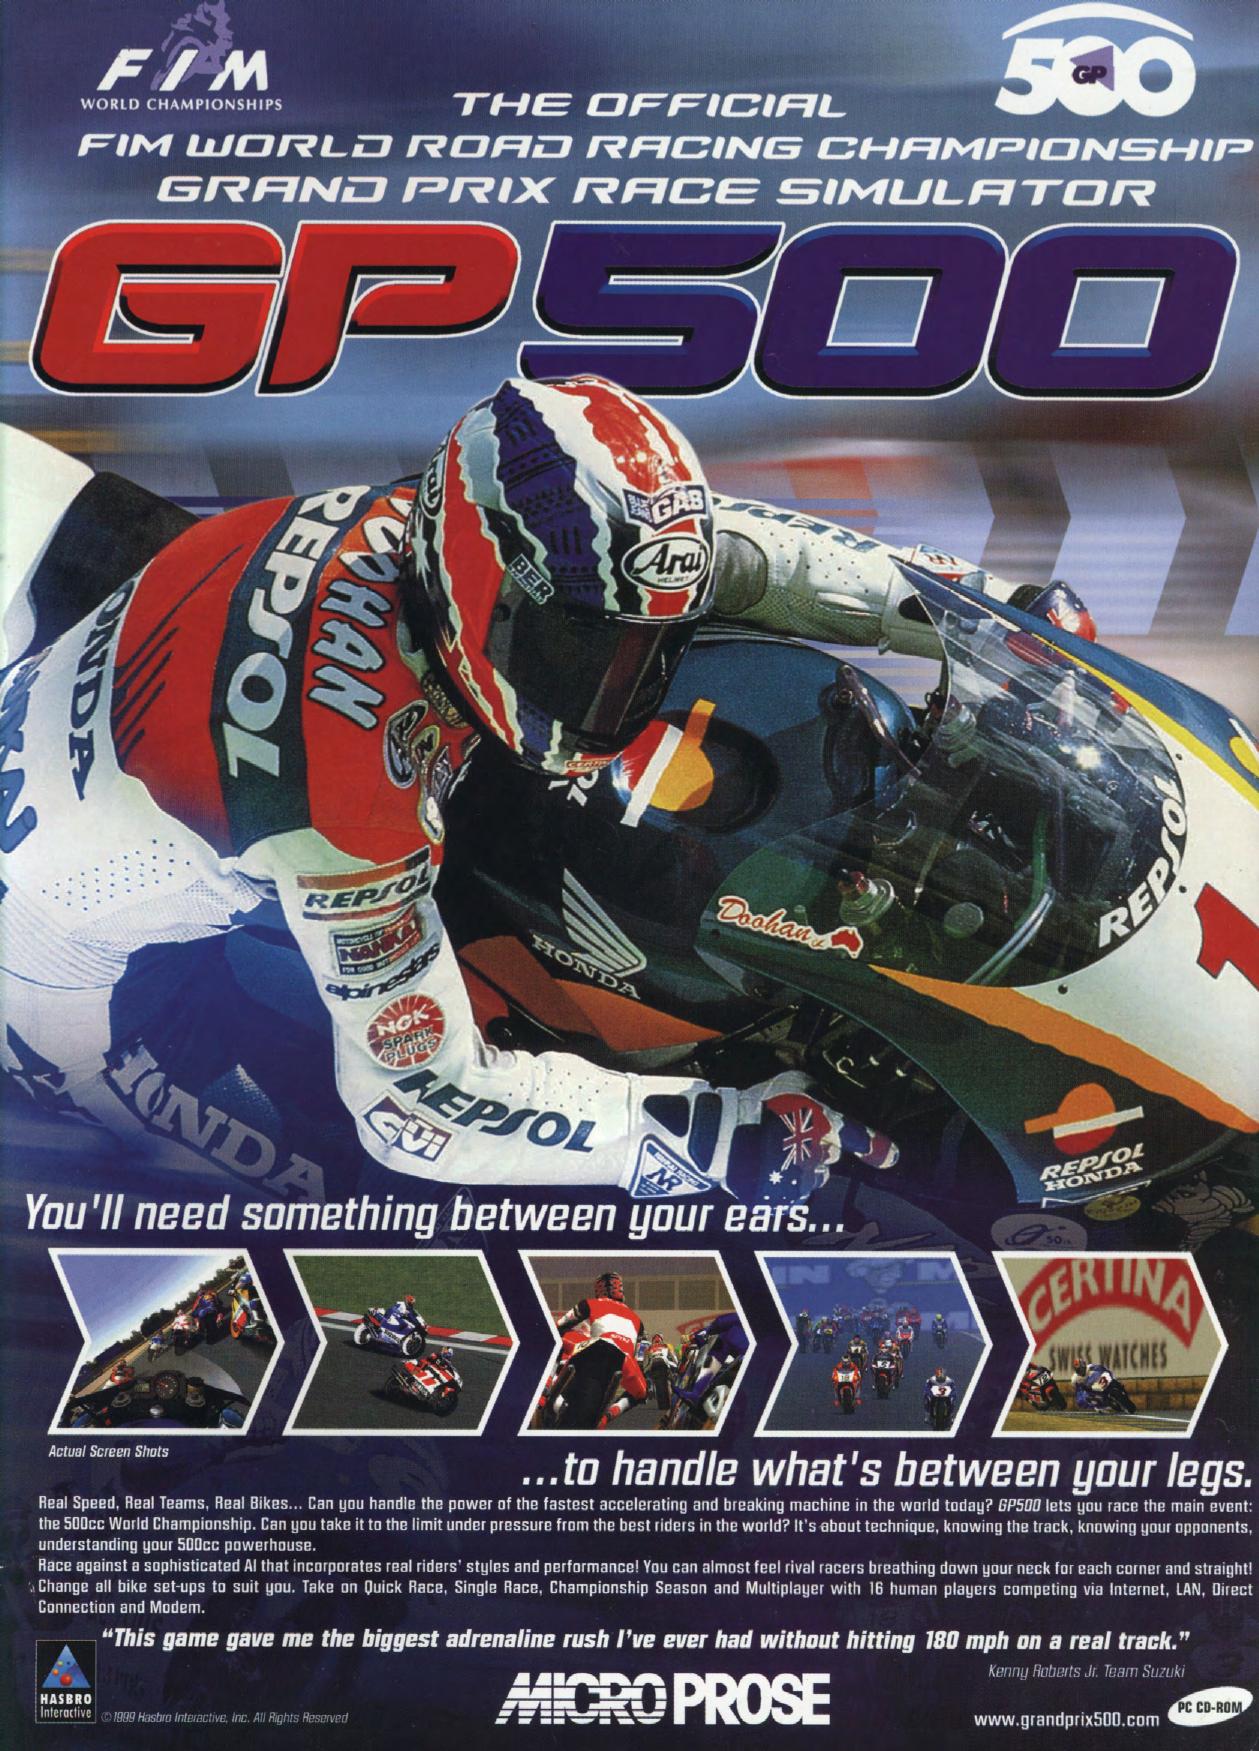 FIM
WORLD CHAMPIONSHIPS
500
GP
THE OFFICIAL
FIM WORLD ROAD RACING CHAMPIONSHIP
GRAND PRIX RACE SIMULATOR
GP500
GAS
Arai
HELMET
BELL
REPSOL
DOOHAN
REPSOL
ONDA
REPSOL
NANKAI
alpinestars
NGK
SPARK
PLUGS
REPSOL
GIVI
NR
HONDA
HONDA
Doohan
REPSOL
1
REPSOL
HONDA
You'll need something between your ears...
CERTINA
SWISS WATCHES
Actual Screen Shots
...to handle what's between your legs.
Real Speed, Real Teams, Real Bikes... Can you handle the power of the fastest accelerating and breaking machine in the world today? GP500 lets you race the main event:
the 500cc World Championship. Can you take it to the limit under pressure from the best riders in the world? It's about technique, knowing the track, knowing your opponents,
understanding your 500cc powerhouse.
Race against a sophisticated AI that incorporates real riders' styles and performance! You can almost feel rival racers breathing down your neck for each corner and straight!
Change all bike set-ups to suit you. Take on Quick Race, Single Race, Championship Season and Multiplayer with 16 human players competing via Internet, LAN, Direct
Connection and Modem.
“This game gave me the biggest adrenaline rush I've ever had without hitting 180 mph on a real track.”
Kenny Roberts Jr. Team Suzuki
HASBRO
Interactive
©1999 Hasbro Interactive, Inc. All Rights Reserved
MICROPROSE
www.grandprix500.com
PC CD-ROM